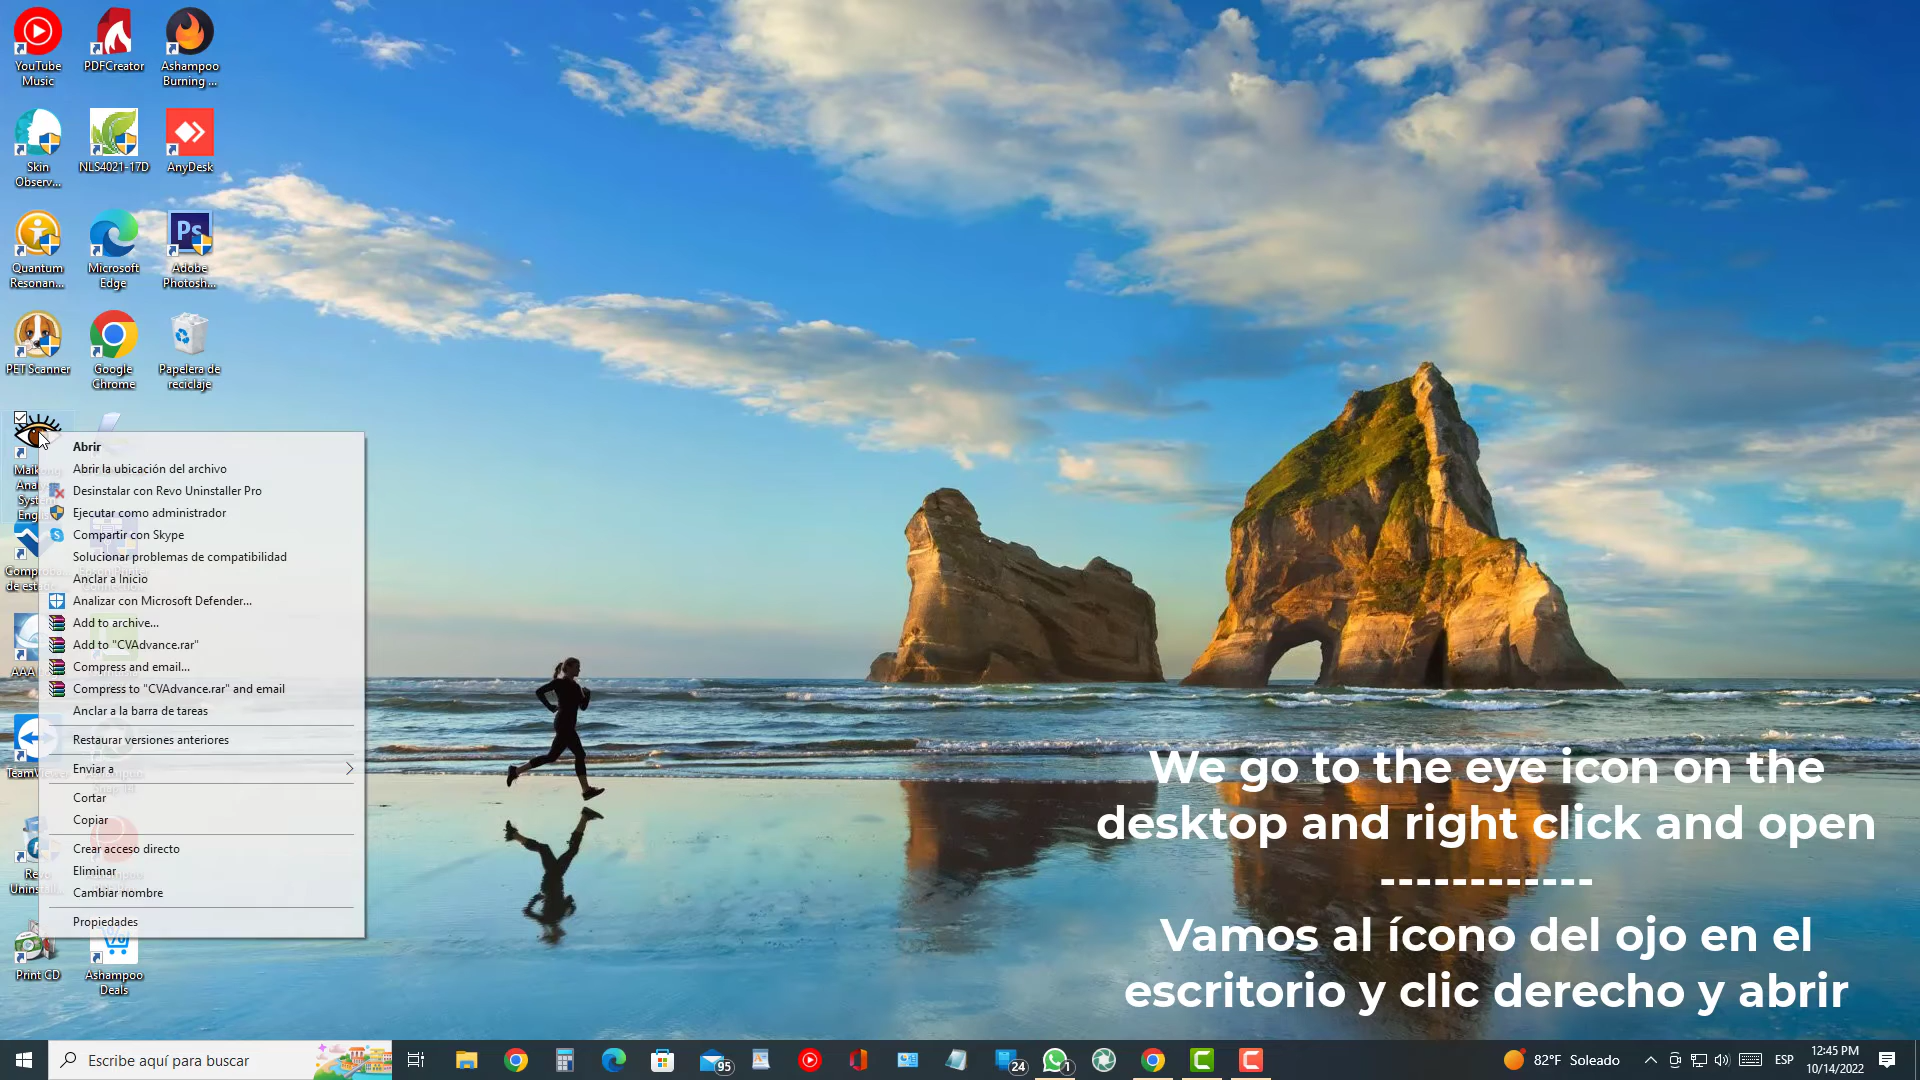 YouTube
Music
PDFCreator
Ashampoo
Burning ...
Skin
Observ...
NLS4021-17D
AnyDesk
Quantum
Resonan...
Microsoft
Edge
Ps
Adobe
Photosh...
PET Scanner
Google
Chrome
Papelera de
reciclaje
Abrir
Abrir la ubicación del archivo
Desinstalar con Revo Uninstaller Pro
Ejecutar como administrador
Compartir con Skype
Solucionar problemas de compatibilidad
Anclar a Inicio
Analizar con Microsoft Defender...
Add to archive...
Add to "CVAdvance.rar"
Compress and email...
Compress to "CVAdvance.rar" and email
Anclar a la barra de tareas
Restaurar versiones anteriores
Enviar a
Cortar
Copiar
Crear acceso directo
Eliminar
Cambiar nombre
Propiedades
AAA
Print CD
Ashampoo
Deals
We go to the eye icon on the
desktop and right click and open
------------
Vamos al ícono del ojo en el
escritorio y clic derecho y abrir
Escribe aquí para buscar
95
24
1
82°F Soleado
ESP
12:45 PM
10/14/2022